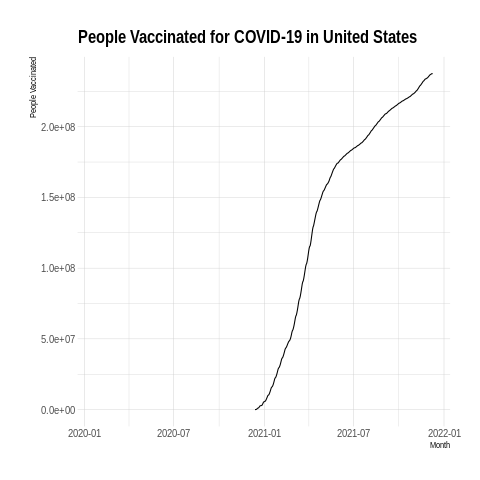 People Vaccinated for COVID-19 in United States
People Vaccinated
2.0e+08
1.5e+08
1.0e+08
5.0e+07
0.0e+00
2020-01
2020-07
2021-01
2021-07
2022-01
Month